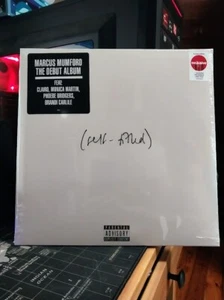 MARCUS MUMFORD
THE DEBUT ALBUM
FEAT.
CLAIRO, MONICA MARTIN,
PHOEBE BRIDGERS,
BRANDI CARLILE
(self-titled)
PARENTAL
ADVISORY
EXPLICIT CONTENT